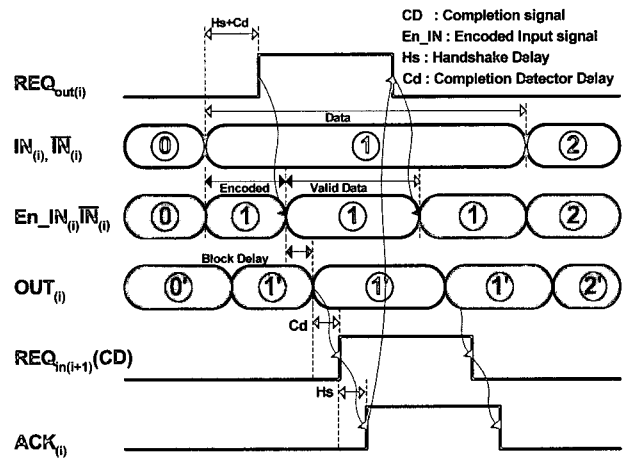 CD : Completion signal
En_IN : Encoded Input signal
Hs : Handshake Delay
Cd : Completion Detector Delay
Hs+Cd
REQout(i)
Data
IN(i), I̅N̅(i)
0 1 2
Encoded Valid Data
En_IN(i)I̅N̅(i)
0 1 1 1 2
Block Delay
OUT(i)
0' 1' 1' 1' 2'
Cd
REQin(i+1)(CD)
Hs
ACK(i)